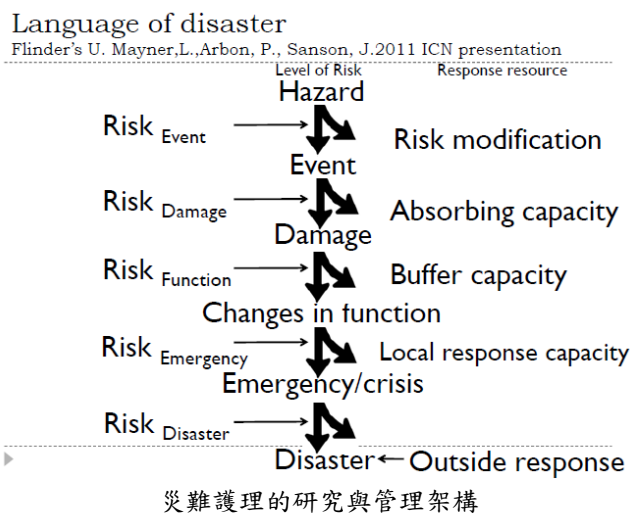 Language of disaster
Flinder's U. Mayner,L.,Arbon, P., Sanson, J.2011 ICN presentation
Level of Risk Response resource
Hazard
Risk Event Risk modification
Event
Risk Damage Absorbing capacity
Damage
Risk Function Buffer capacity
Changes in function
Risk Emergency Local response capacity
Emergency/crisis
Risk Disaster
Disaster Outside response
災難護理的研究與管理架構